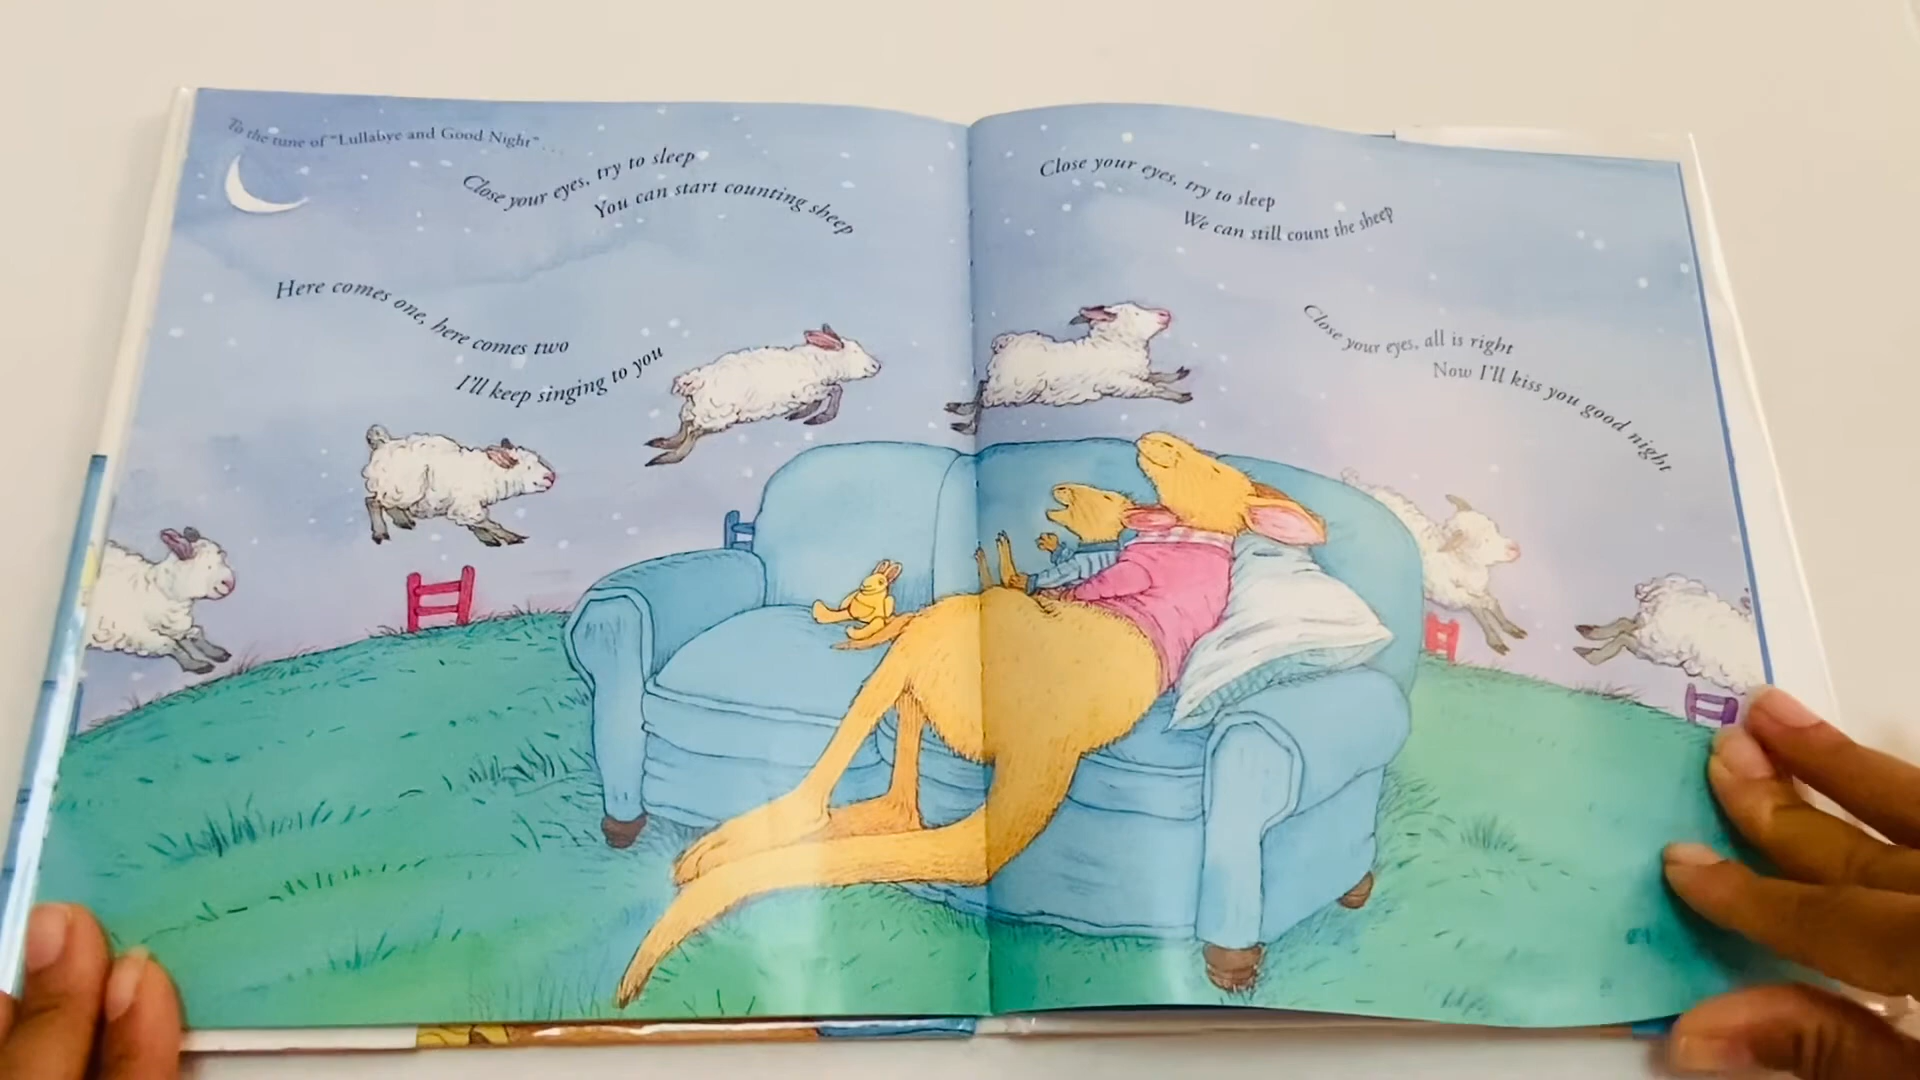 To the tune of "Lullabye and Good Night" . . .
Close your eyes, try to sleep
You can start counting sheep
Here comes one, here comes two
I'll keep singing to you
Close your eyes, try to sleep
We can still count the sheep
Close your eyes, all is right
Now I'll kiss you good night